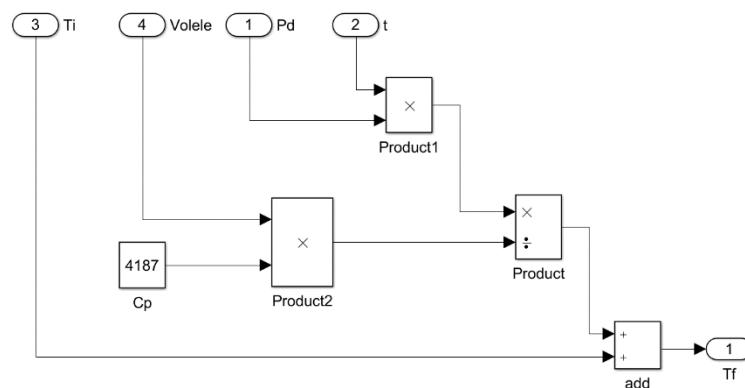 3 Ti
4 Volele
1 Pd
2 t
×
Product1
×
÷
Product
×
Product2
4187
Cp
+
+
add
1
Tf